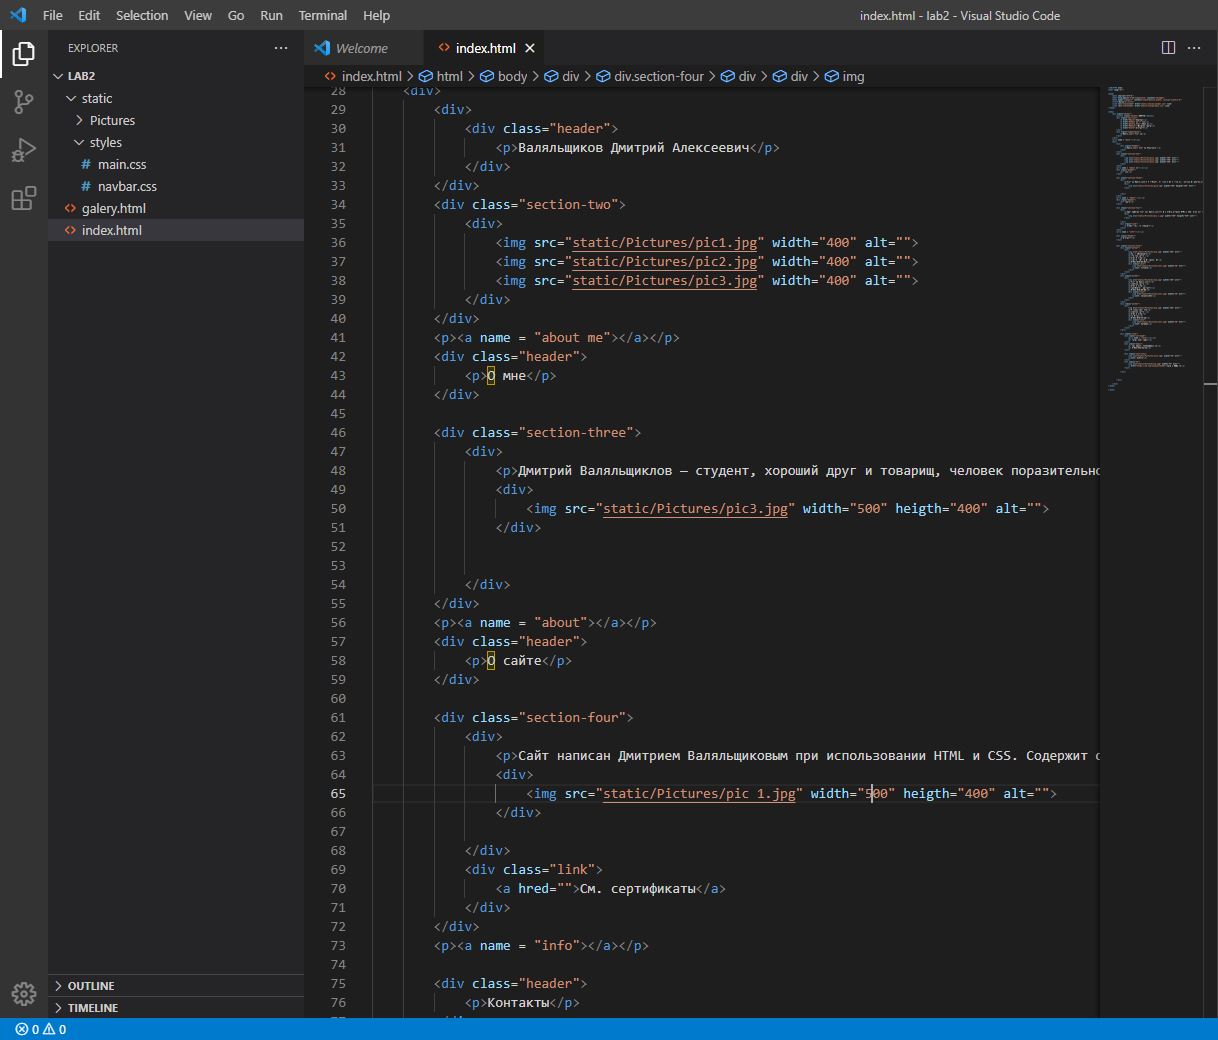 File Edit Selection View Go Run Terminal Help
index.html - lab2 - Visual Studio Code
EXPLORER
LAB2
static
Pictures
styles
# main.css
# navbar.css
<> galery.html
<> index.html
OUTLINE
TIMELINE
Welcome
<> index.html
<> index.html > html > body > div > div.section-four > div > div > img
28 <div>
29 <div>
30 <div class="header">
31 <p>Валяльщиков Дмитрий Алексеевич</p>
32 </div>
33 </div>
34 <div class="section-two">
35 <div>
36 <img src="static/Pictures/pic1.jpg" width="400" alt="">
37 <img src="static/Pictures/pic2.jpg" width="400" alt="">
38 <img src="static/Pictures/pic3.jpg" width="400" alt="">
39 </div>
40 </div>
41 <p><a name = "about me"></a></p>
42 <div class="header">
43 <p>О мне</p>
44 </div>
45
46 <div class="section-three">
47 <div>
48 <p>Дмитрий Валяльщиклов – студент, хороший друг и товарищ, человек поразительно
49 <div>
50 <img src="static/Pictures/pic3.jpg" width="500" heigth="400" alt="">
51 </div>
52
53
54 </div>
55 </div>
56 <p><a name = "about"></a></p>
57 <div class="header">
58 <p>О сайте</p>
59 </div>
60
61 <div class="section-four">
62 <div>
63 <p>Сайт написан Дмитрием Валяльщиковым при использовании HTML и CSS. Содержит
64 <div>
65 <img src="static/Pictures/pic 1.jpg" width="500" heigth="400" alt="">
66 </div>
67
68 </div>
69 <div class="link">
70 <a hred="">См. сертификаты</a>
71 </div>
72 </div>
73 <p><a name = "info"></a></p>
74
75 <div class="header">
76 <p>Контакты</p>
0 0